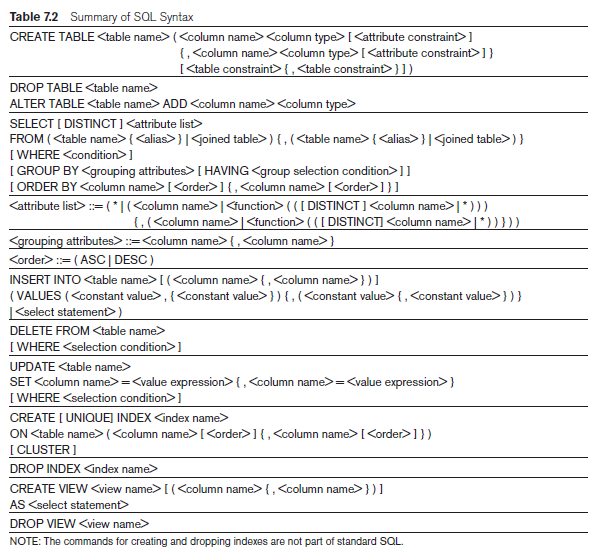 Table 7.2 Summary of SQL Syntax
CREATE TABLE <table name> ( <column name> <column type> [ <attribute constraint> ]
{ , <column name> <column type> [ <attribute constraint> ] }
[ <table constraint> { , <table constraint> } ] )
DROP TABLE <table name>
ALTER TABLE <table name> ADD <column name> <column type>
SELECT [ DISTINCT ] <attribute list>
FROM ( <table name> { <alias> } | <joined table> ) { , ( <table name> { <alias> } | <joined table> ) }
[ WHERE <condition> ]
[ GROUP BY <grouping attributes> [ HAVING <group selection condition> ] ]
[ ORDER BY <column name> [ <order> ] { , <column name> [ <order> ] } ]
<attribute list> ::= ( * | ( <column name> | <function> ( ( [ DISTINCT ] <column name> | * ) ) )
{ , ( <column name> | <function> ( ( [ DISTINCT] <column name> | * ) ) } ) )
<grouping attributes> ::= <column name> { , <column name> }
<order> ::= ( ASC | DESC )
INSERT INTO <table name> [ ( <column name> { , <column name> } ) ]
( VALUES ( <constant value> , { <constant value> } ) { , ( <constant value> { , <constant value> } ) }
| <select statement> )
DELETE FROM <table name>
[ WHERE <selection condition> ]
UPDATE <table name>
SET <column name> = <value expression> { , <column name> = <value expression> }
[ WHERE <selection condition> ]
CREATE [ UNIQUE] INDEX <index name>
ON <table name> ( <column name> [ <order> ] { , <column name> [ <order> ] } )
[ CLUSTER ]
DROP INDEX <index name>
CREATE VIEW <view name> [ ( <column name> { , <column name> } ) ]
AS <select statement>
DROP VIEW <view name>
NOTE: The commands for creating and dropping indexes are not part of standard SQL.